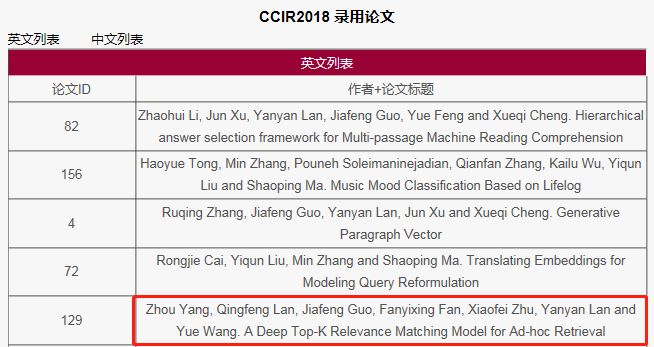 CCIR2018 录用论文
英文列表 中文列表
英文列表
论文ID 作者+论文标题
Zhaohui Li, Jun Xu, Yanyan Lan, Jiafeng Guo, Yue Feng and Xueqi Cheng. Hierarchical
82
answer selection framework for Multi-passage Machine Reading Comprehension
Haoyue Tong, Min Zhang, Pouneh Soleimaninejadian, Qianfan Zhang, Kailu Wu, Yiqun
156
Liu and Shaoping Ma. Music Mood Classification Based on Lifelog
Ruqing Zhang, Jiafeng Guo, Yanyan Lan, Jun Xu and Xueqi Cheng. Generative
4
Paragraph Vector
Rongjie Cai, Yiqun Liu, Min Zhang and Shaoping Ma. Translating Embeddings for
72
Modeling Query Reformulation
Zhou Yang, Qingfeng Lan, Jiafeng Guo, Fanyixing Fan, Xiaofei Zhu, Yanyan Lan and
129
Yue Wang. A Deep Top-K Relevance Matching Model for Ad-hoc Retrieval